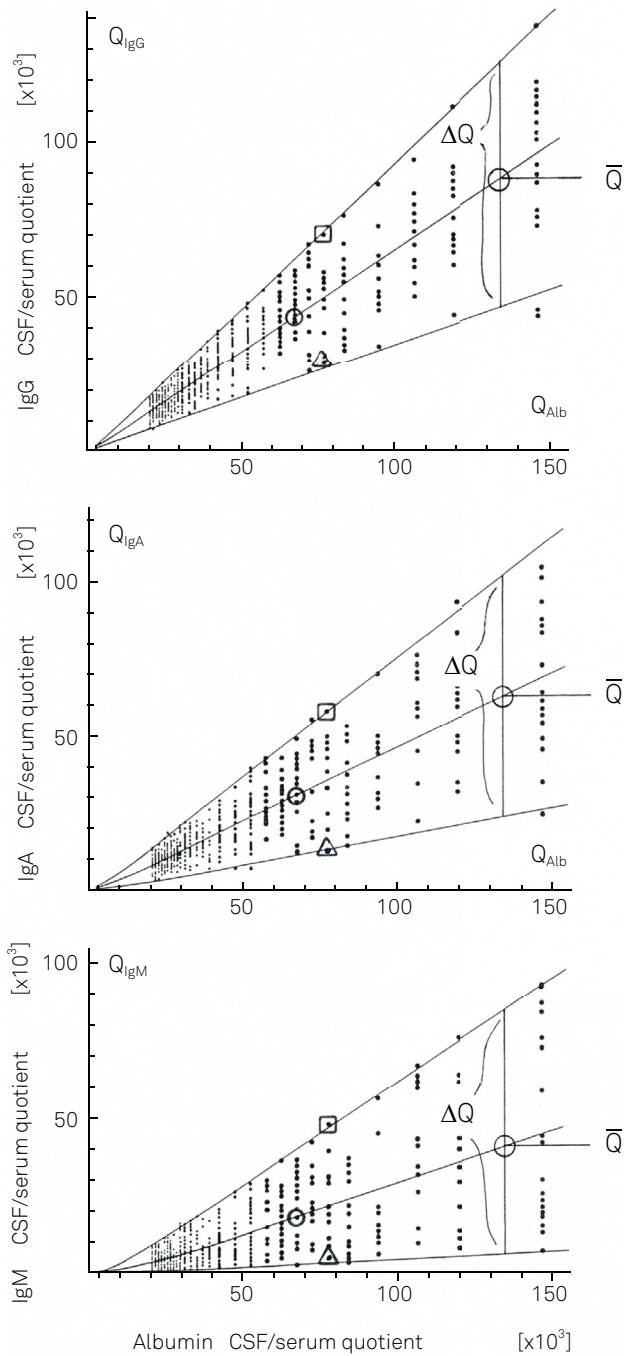 Q_IgG
IgG CSF/serum quotient [x10³]
100
50
ΔQ
Q̅
Q_Alb
50 100 150
Q_IgA
IgA CSF/serum quotient [x10³]
100
50
ΔQ
Q̅
Q_Alb
50 100 150
Q_IgM
IgM CSF/serum quotient [x10³]
100
50
ΔQ
Q̅
50 100 150
Albumin CSF/serum quotient [x10³]